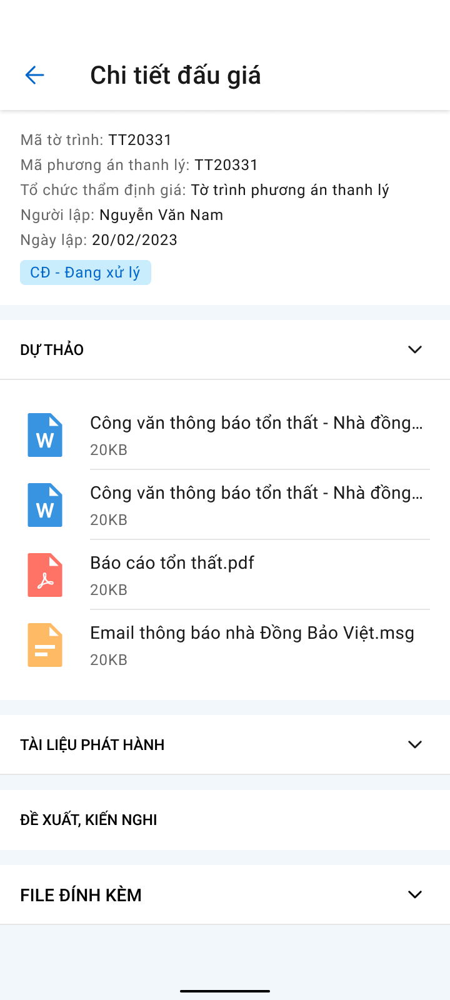 Chi tiết đấu giá
Mã tờ trình: TT20331
Mã phương án thanh lý: TT20331
Tổ chức thẩm định giá: Tờ trình phương án thanh lý
Người lập: Nguyễn Văn Nam
Ngày lập: 20/02/2023
CĐ - Đang xử lý
DỰ THẢO
W
Công văn thông báo tổn thất - Nhà đồng...
20KB
W
Công văn thông báo tổn thất - Nhà đồng...
20KB
Báo cáo tổn thất.pdf
20KB
Email thông báo nhà Đồng Bảo Việt.msg
20KB
TÀI LIỆU PHÁT HÀNH
ĐỀ XUẤT, KIẾN NGHI
FILE ĐÍNH KÈM